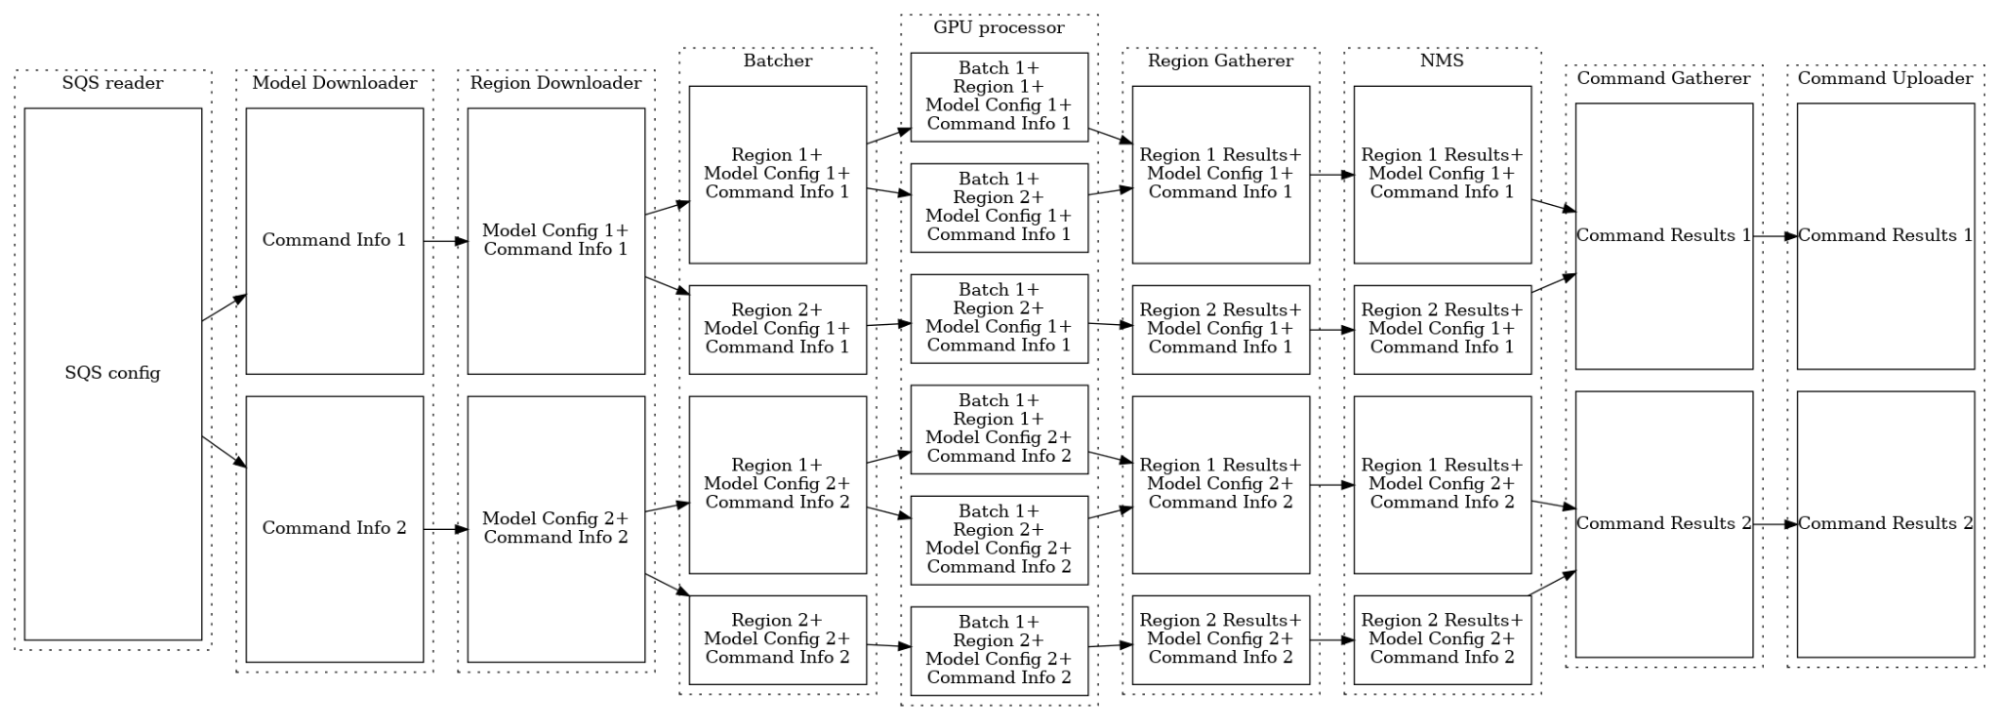 SQS reader
SQS config
Model Downloader
Command Info 1
Command Info 2
Region Downloader
Model Config 1+
Command Info 1
Model Config 2+
Command Info 2
Batcher
Region 1+
Model Config 1+
Command Info 1
Region 2+
Model Config 1+
Command Info 1
Region 1+
Model Config 2+
Command Info 2
Region 2+
Model Config 2+
Command Info 2
GPU processor
Batch 1+
Region 1+
Model Config 1+
Command Info 1
Batch 1+
Region 2+
Model Config 1+
Command Info 1
Batch 1+
Region 2+
Model Config 1+
Command Info 1
Batch 1+
Region 1+
Model Config 2+
Command Info 2
Batch 1+
Region 2+
Model Config 2+
Command Info 2
Batch 1+
Region 2+
Model Config 2+
Command Info 2
Region Gatherer
Region 1 Results+
Model Config 1+
Command Info 1
Region 2 Results+
Model Config 1+
Command Info 1
Region 1 Results+
Model Config 2+
Command Info 2
Region 2 Results+
Model Config 2+
Command Info 2
NMS
Region 1 Results+
Model Config 1+
Command Info 1
Region 2 Results+
Model Config 1+
Command Info 1
Region 1 Results+
Model Config 2+
Command Info 2
Region 2 Results+
Model Config 2+
Command Info 2
Command Gatherer
Command Results 1
Command Results 2
Command Uploader
Command Results 1
Command Results 2